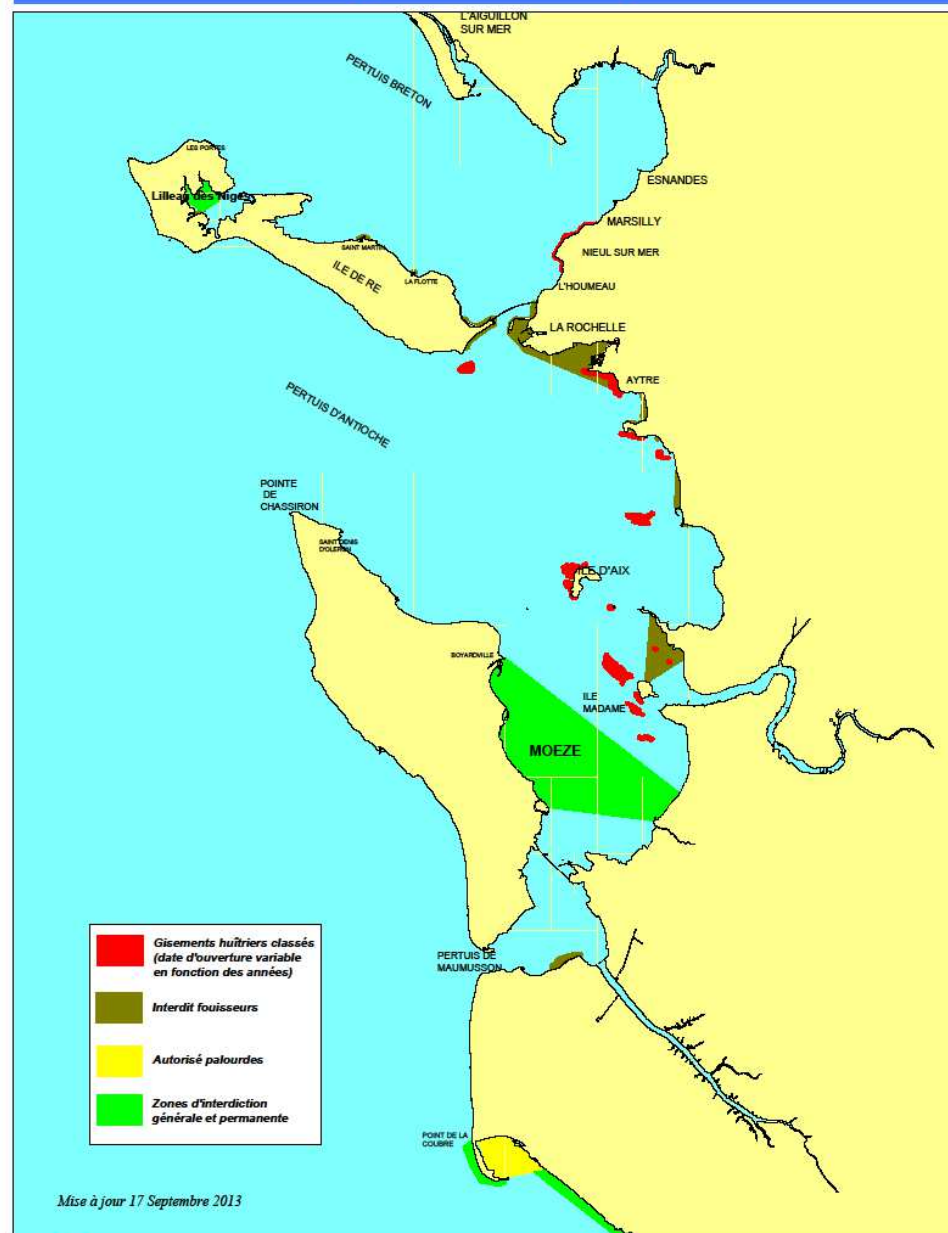 L'AIGUILLON
SUR MER
PERTUIS BRETON
LES PORTES
Lilleau des Niges
ESNANDES
MARSILLY
SAINT MARTIN
NIEUL SUR MER
ILE DE RE
LA FLOTTE
L'HOUMEAU
LA ROCHELLE
AYTRE
PERTUIS D'ANTIOCHE
POINTE
DE
CHASSIRON
SAINT DENIS
D'OLERON
ILE D'AIX
BOYARDVILLE
ILE
MADAME
MOEZE
PERTUIS DE
MAUMUSSON
Gisements huîtriers classés
(date d'ouverture variable
en fonction des années)
Interdit fouisseurs
Autorisé palourdes
Zones d'interdiction
générale et permanente
POINT DE LA
COUBRE
Mise à jour 17 Septembre 2013